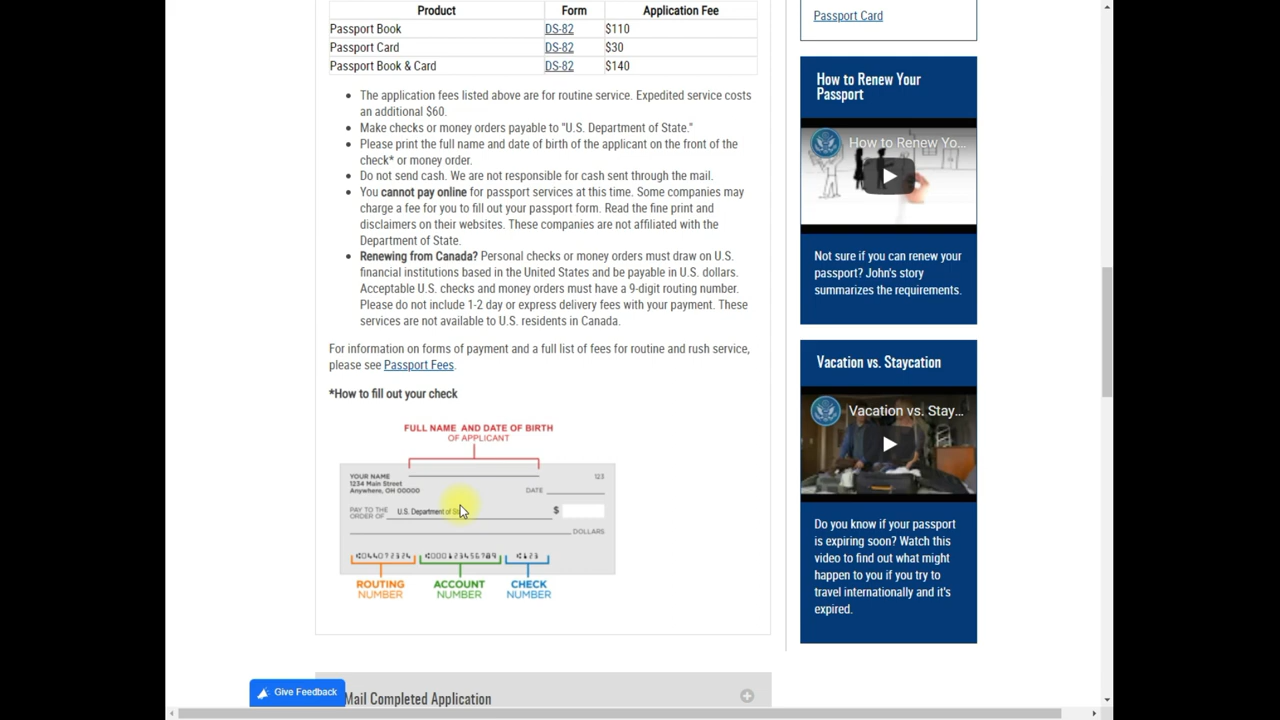 Product Form Application Fee
Passport Book DS-82 $110
Passport Card DS-82 $30
Passport Book & Card DS-82 $140
The application fees listed above are for routine service. Expedited service costs
an additional $60.
Make checks or money orders payable to "U.S. Department of State."
Please print the full name and date of birth of the applicant on the front of the
check* or money order.
Do not send cash. We are not responsible for cash sent through the mail.
You cannot pay online for passport services at this time. Some companies may
charge a fee for you to fill out your passport form. Read the fine print and
disclaimers on their websites. These companies are not affiliated with the
Department of State.
Renewing from Canada? Personal checks or money orders must draw on U.S.
financial institutions based in the United States and be payable in U.S. dollars.
Acceptable U.S. checks and money orders must have a 9-digit routing number.
Please do not include 1-2 day or express delivery fees with your payment. These
services are not available to U.S. residents in Canada.
For information on forms of payment and a full list of fees for routine and rush service,
please see Passport Fees.
*How to fill out your check
FULL NAME AND DATE OF BIRTH
OF APPLICANT
YOUR NAME
1234 Main Street
Anywhere, OH 00000
123
DATE
PAY TO THE
ORDER OF
U.S. Department of
$
DOLLARS
044072324 000123456789 123
ROUTING
NUMBER
ACCOUNT
NUMBER
CHECK
NUMBER
Mail Completed Application
Give Feedback
Passport Card
How to Renew Your
Passport
How to Renew Yo...
Not sure if you can renew your
passport? John's story
summarizes the requirements.
Vacation vs. Staycation
Vacation vs. Stay...
Do you know if your passport
is expiring soon? Watch this
video to find out what might
happen to you if you try to
travel internationally and it's
expired.